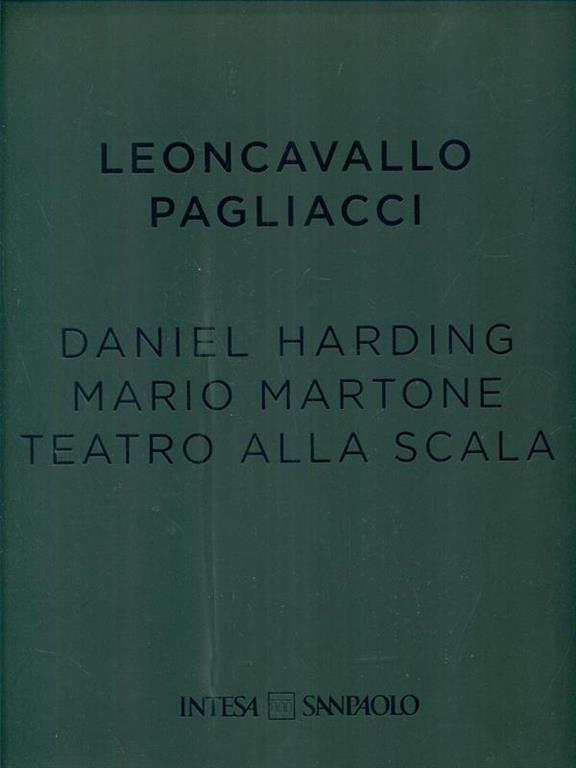 LEONCAVALLO
PAGLIACCI
DANIEL HARDING
MARIO MARTONE
TEATRO ALLA SCALA
INTESA SANPAOLO